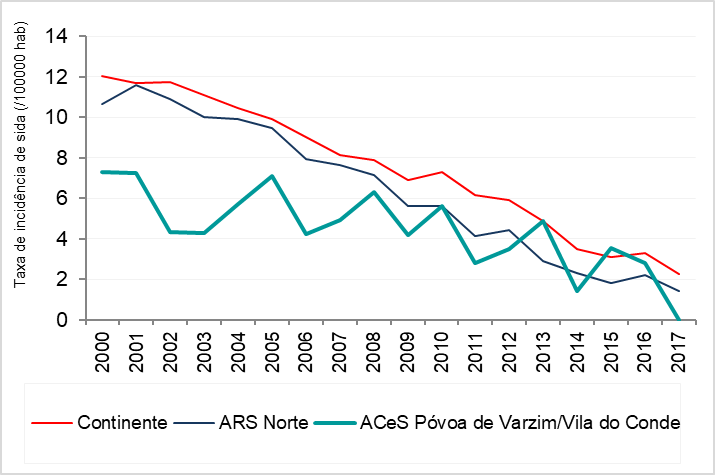 Taxa de incidência de sida (/100000 hab)
14
12
10
8
6
4
2
0
2000 2001 2002 2003 2004 2005 2006 2007 2008 2009 2010 2011 2012 2013 2014 2015 2016 2017
Continente ARS Norte ACeS Póvoa de Varzim/Vila do Conde